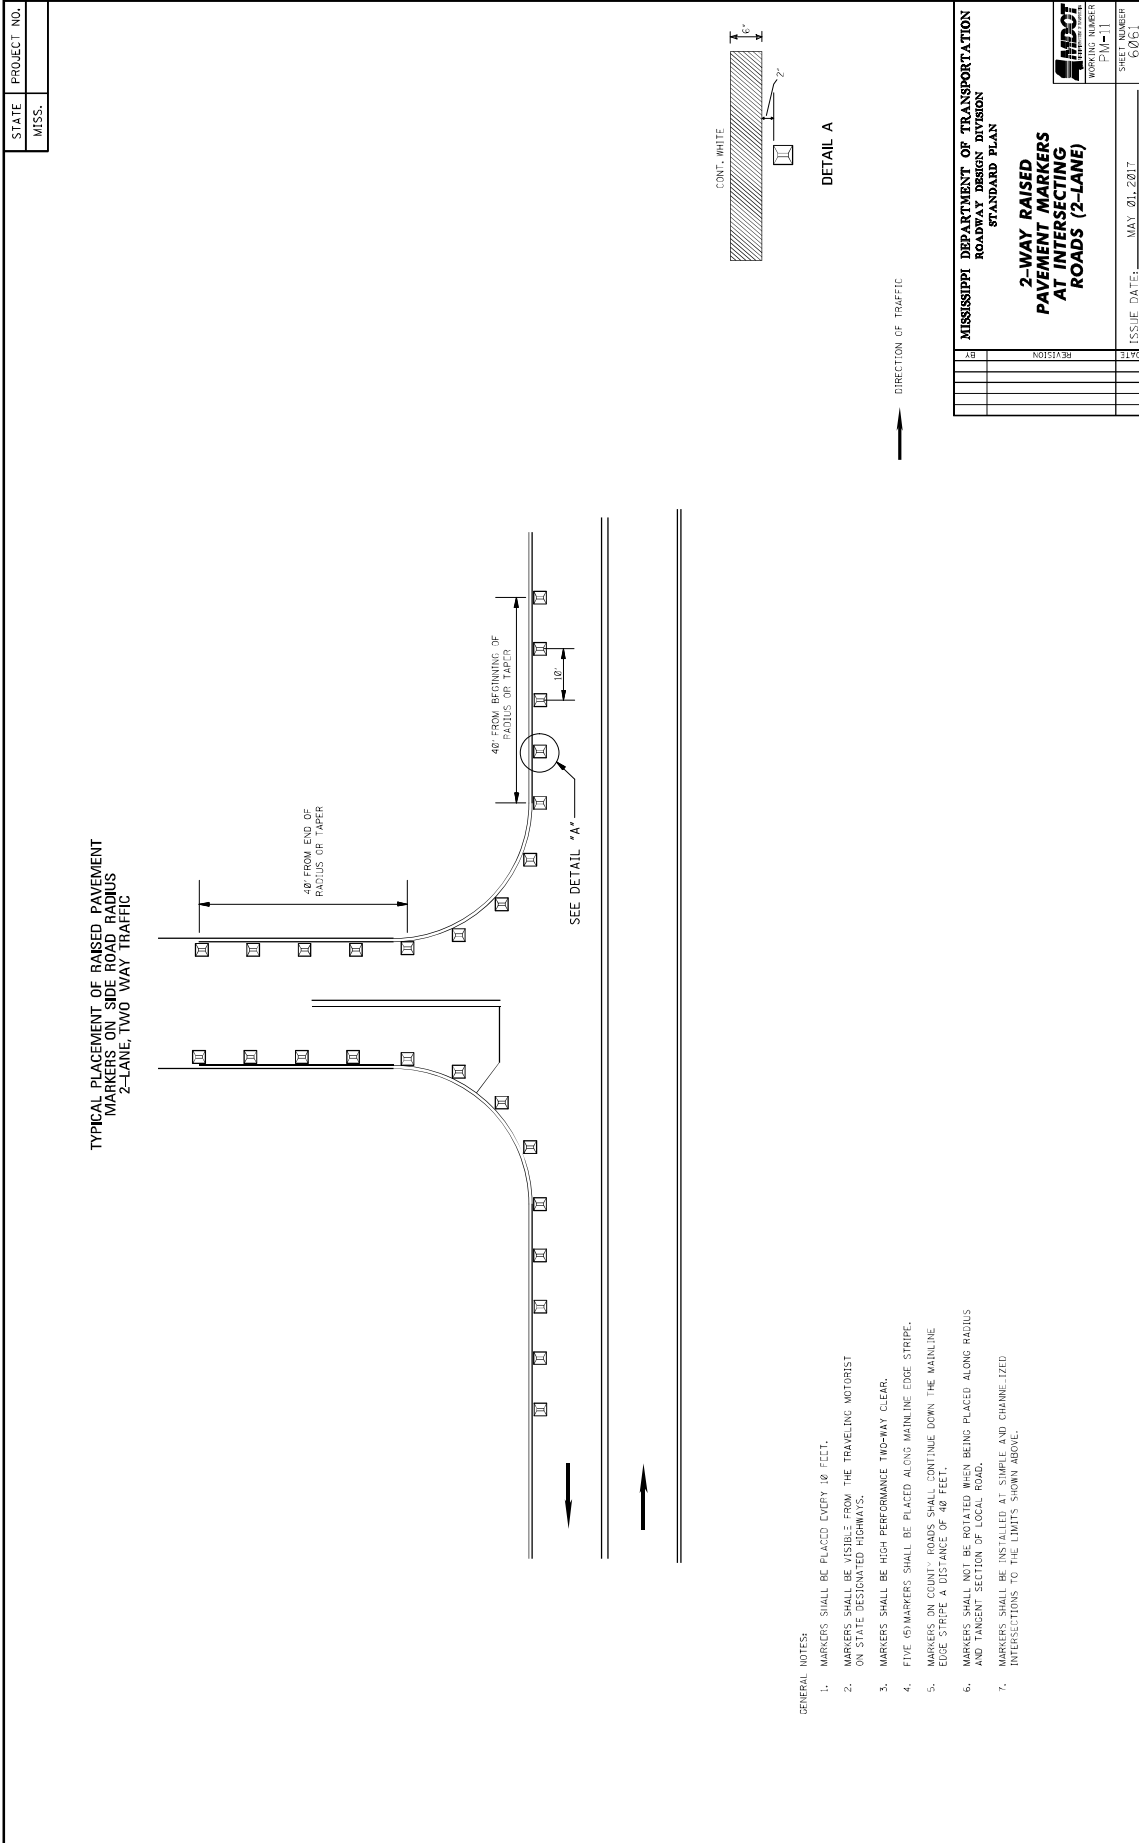 STATE PROJECT NO.
MISS.
TYPICAL PLACEMENT OF RAISED PAVEMENT
MARKERS ON SIDE ROAD RADIUS
2-LANE, TWO WAY TRAFFIC
40' FROM END OF
RADIUS OR TAPER
40' FROM BEGINNING OF
RADIUS OR TAPER
10'
SEE DETAIL "A"
CONT. WHITE
6"
2"
DETAIL A
DIRECTION OF TRAFFIC
GENERAL NOTES:
1. MARKERS SHALL BE PLACED EVERY 10 FEET.
2. MARKERS SHALL BE VISIBLE FROM THE TRAVELING MOTORIST
ON STATE DESIGNATED HIGHWAYS.
3. MARKERS SHALL BE HIGH PERFORMANCE TWO-WAY CLEAR.
4. FIVE (5) MARKERS SHALL BE PLACED ALONG MAINLINE EDGE STRIPE.
5. MARKERS ON COUNTY ROADS SHALL CONTINUE DOWN THE MAINLINE
EDGE STRIPE A DISTANCE OF 40 FEET.
6. MARKERS SHALL NOT BE ROTATED WHEN BEING PLACED ALONG RADIUS
AND TANGENT SECTION OF LOCAL ROAD.
7. MARKERS SHALL BE INSTALLED AT SIMPLE AND CHANNELIZED
INTERSECTIONS TO THE LIMITS SHOWN ABOVE.
BY
REVISION
DATE
MISSISSIPPI DEPARTMENT OF TRANSPORTATION
ROADWAY DESIGN DIVISION
STANDARD PLAN
2-WAY RAISED
PAVEMENT MARKERS
AT INTERSECTING
ROADS (2-LANE)
MDOT
WORKING NUMBER
PM-11
SHEET NUMBER
6061
ISSUE DATE: MAY 01, 2017